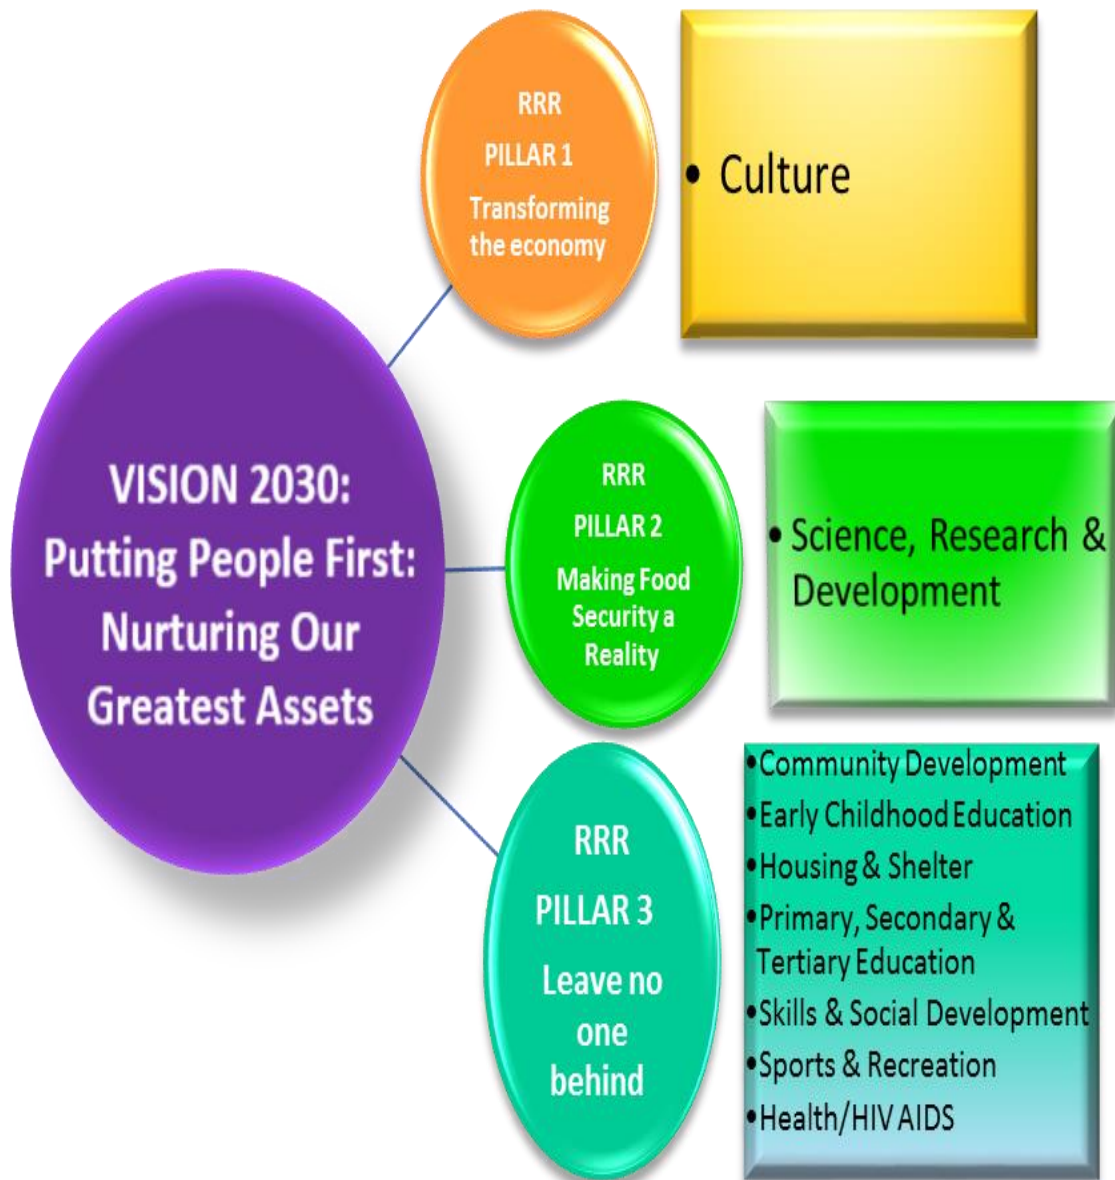 VISION 2030:
Putting People First:
Nurturing Our
Greatest Assets
RRR
PILLAR 1
Transforming
the economy
• Culture
RRR
PILLAR 2
Making Food
Security a
Reality
• Science, Research &
Development
RRR
PILLAR 3
Leave no
one
behind
•Community Development
•Early Childhood Education
•Housing & Shelter
•Primary, Secondary &
Tertiary Education
•Skills & Social Development
•Sports & Recreation
•Health/HIV AIDS